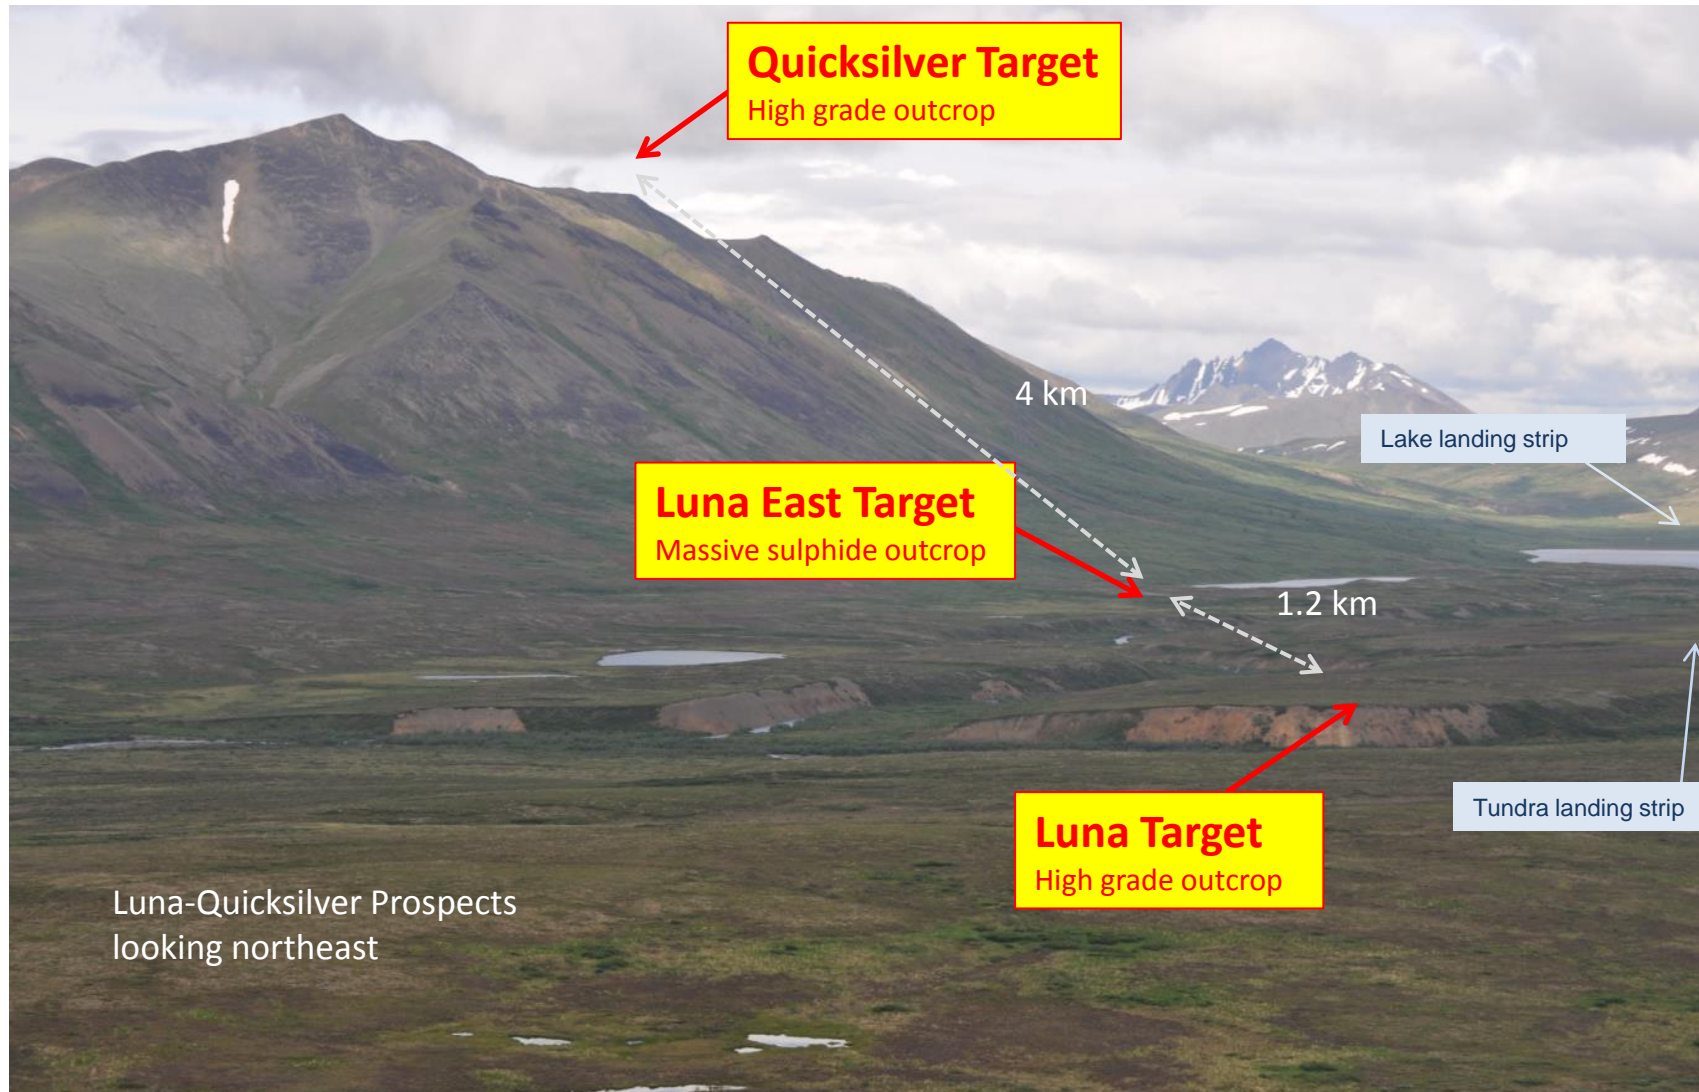 Quicksilver Target
High grade outcrop
4 km
Lake landing strip
Luna East Target
Massive sulphide outcrop
1.2 km
Tundra landing strip
Luna Target
High grade outcrop
Luna-Quicksilver Prospects
looking northeast